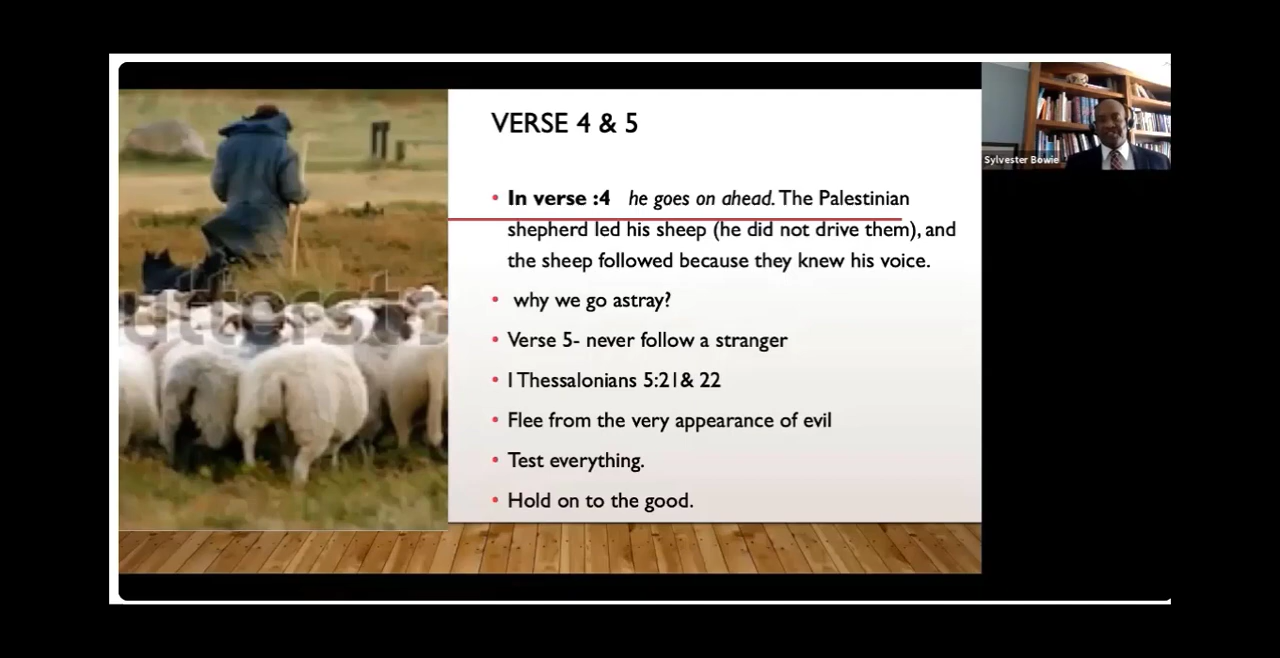 VERSE 4 & 5
• In verse :4 he goes on ahead. The Palestinian
shepherd led his sheep (he did not drive them), and
the sheep followed because they knew his voice.
• why we go astray?
• Verse 5- never follow a stranger
• I Thessalonians 5:21& 22
• Flee from the very appearance of evil
• Test everything.
• Hold on to the good.
Sylvester Bowie